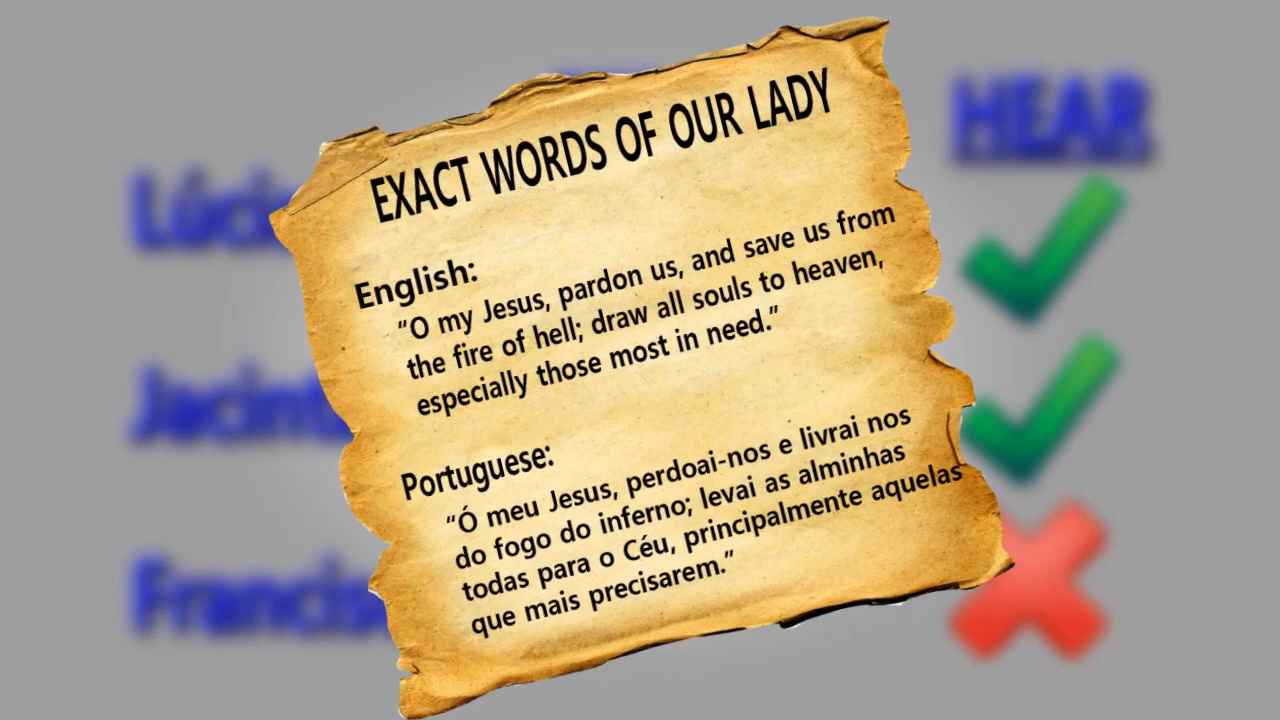 EXACT WORDS OF OUR LADY
English:
“O my Jesus, pardon us, and save us from
the fire of hell; draw all souls to heaven,
especially those most in need.”
Portuguese:
“Ó meu Jesus, perdoai-nos e livrai nos
do fogo do inferno; levai as alminhas
todas para o Céu, principalmente aquelas
que mais precisarem.”
HEAR